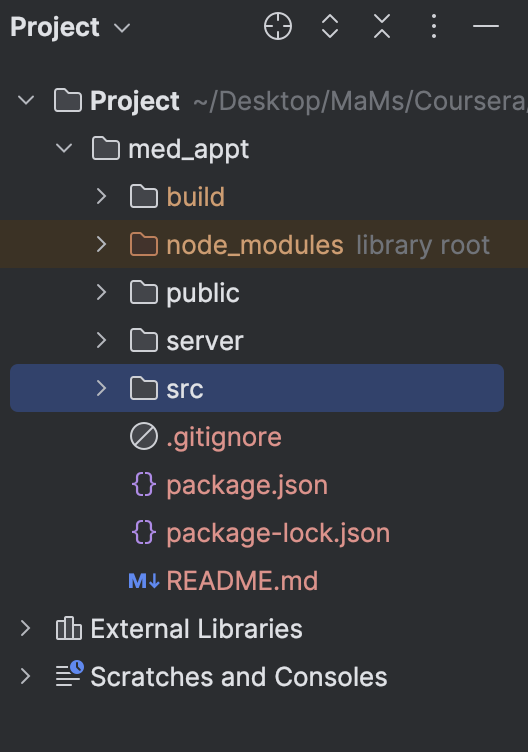 Project
Project ~/Desktop/MaMs/Coursera/
med_appt
build
node_modules library root
public
server
src
.gitignore
package.json
package-lock.json
M↓ README.md
External Libraries
Scratches and Consoles